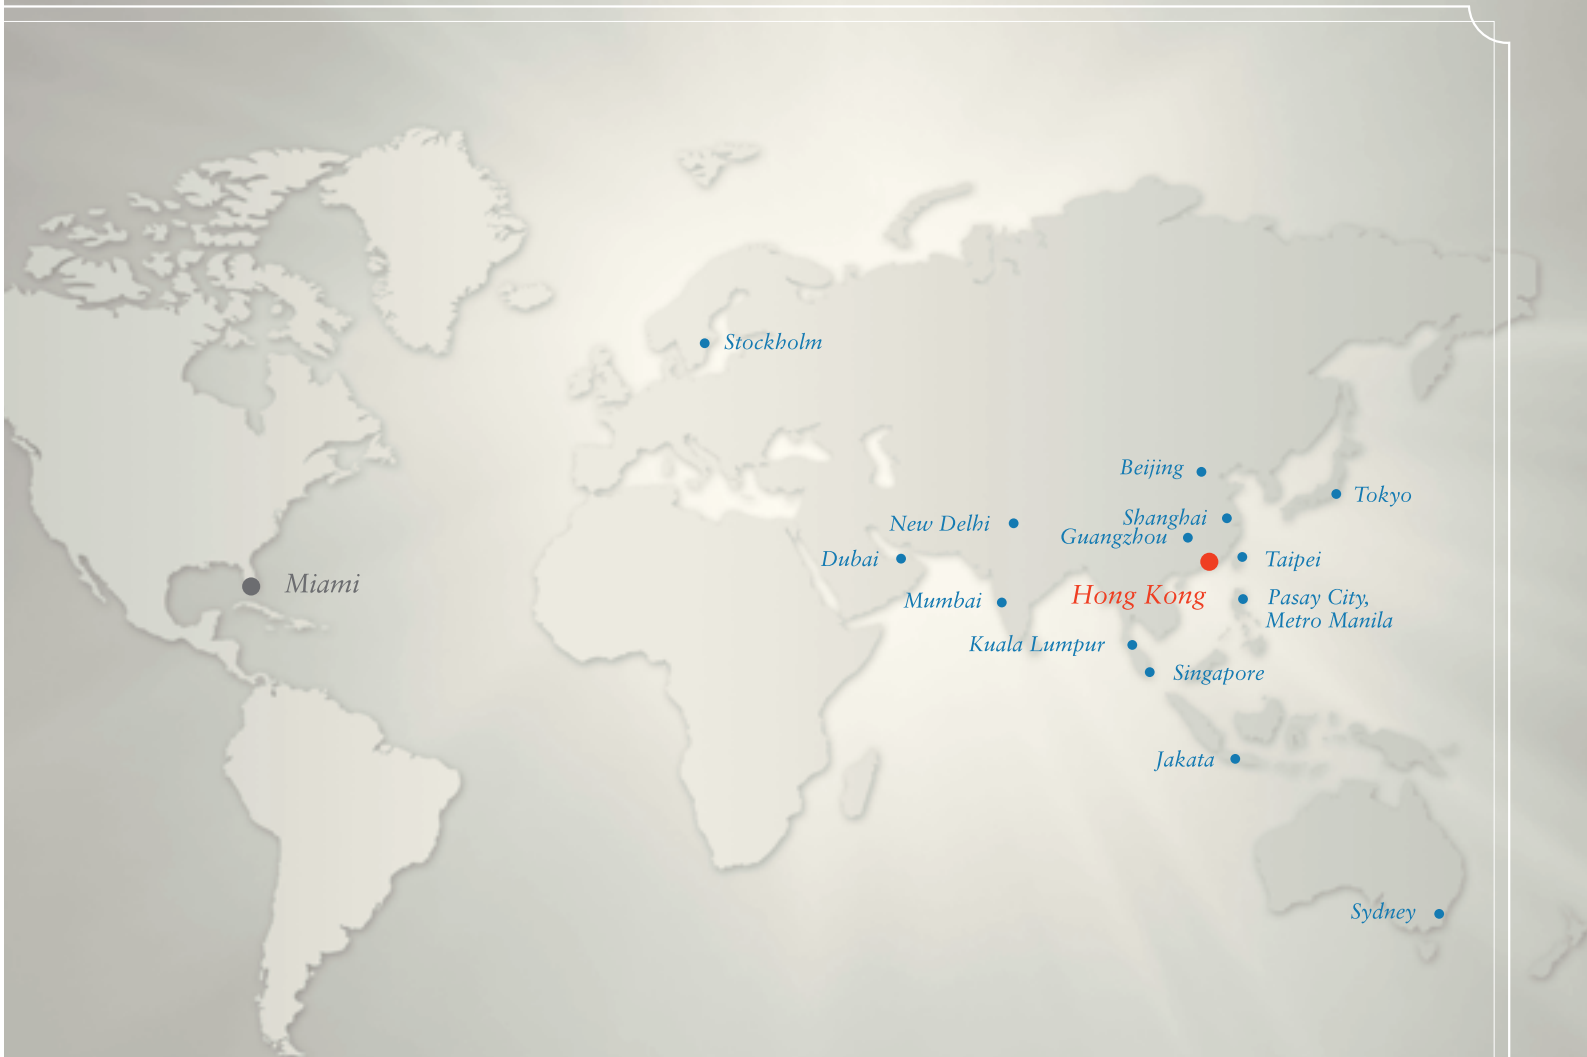 Stockholm
Beijing
Tokyo
Shanghai
New Delhi
Guangzhou
Dubai
Taipei
Miami
Hong Kong
Mumbai
Pasay City,
Metro Manila
Kuala Lumpur
Singapore
Jakata
Sydney